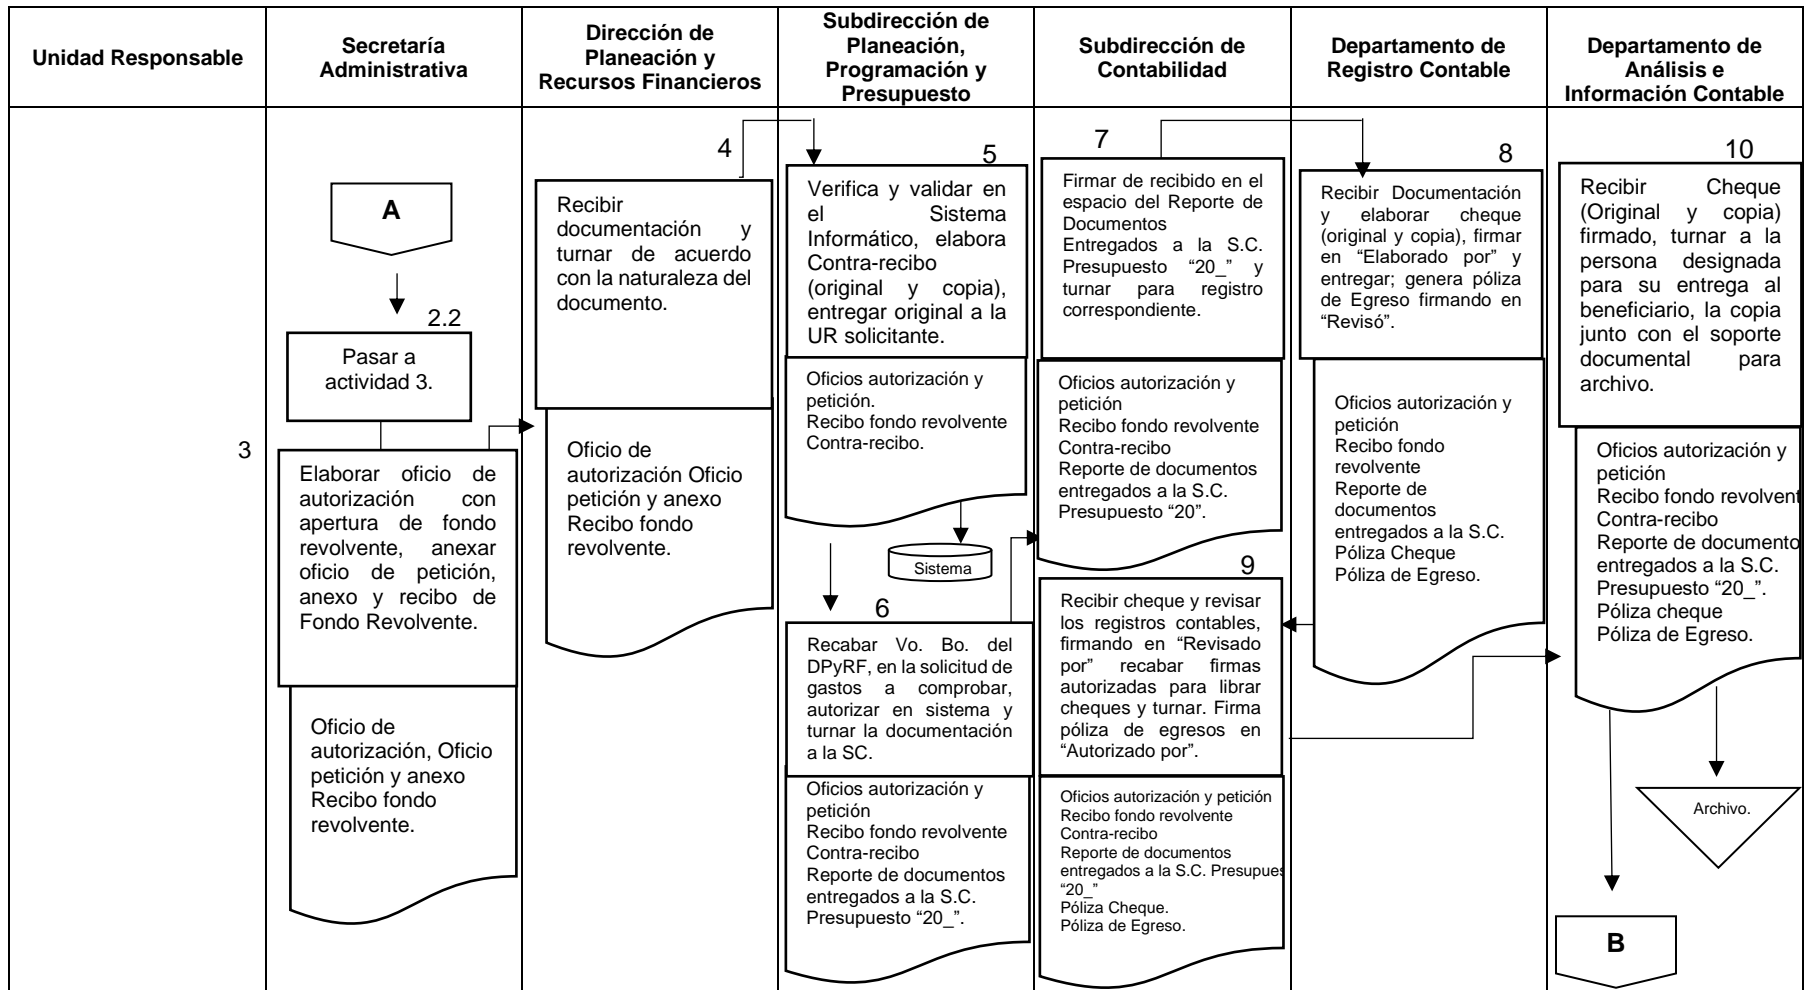 Unidad Responsable
Secretaría
Administrativa
Dirección de
Planeación y
Recursos Financieros
Subdirección de
Planeación,
Programación y
Presupuesto
Subdirección de
Contabilidad
Departamento de
Registro Contable
Departamento de
Análisis e
Información Contable
3
A
2.2
Pasar a
actividad 3.
Elaborar oficio de
autorización con
apertura de fondo
revolvente, anexar
oficio de petición,
anexo y recibo de
Fondo Revolvente.
Oficio de
autorización, Oficio
petición y anexo
Recibo fondo
revolvente.
4
Recibir
documentación y
turnar de acuerdo
con la naturaleza del
documento.
Oficio de
autorización Oficio
petición y anexo
Recibo fondo
revolvente.
5
Verifica y validar en
el Sistema
Informático, elabora
Contra-recibo
(original y copia),
entregar original a la
UR solicitante.
Oficios autorización y
petición.
Recibo fondo revolvente
Contra-recibo.
Sistema
6
Recabar Vo. Bo. del
DPyRF, en la solicitud de
gastos a comprobar,
autorizar en sistema y
turnar la documentación
a la SC.
Oficios autorización y
petición
Recibo fondo revolvente
Contra-recibo
Reporte de documentos
entregados a la S.C.
Presupuesto “20_”.
7
Firmar de recibido en el
espacio del Reporte de
Documentos
Entregados a la S.C.
Presupuesto “20_” y
turnar para registro
correspondiente.
Oficios autorización y
petición
Recibo fondo revolvente
Contra-recibo
Reporte de documentos
entregados a la S.C.
Presupuesto “20”.
9
Recibir cheque y revisar
los registros contables,
firmando en “Revisado
por” recabar firmas
autorizadas para librar
cheques y turnar. Firma
póliza de egresos en
“Autorizado por”.
Oficios autorización y petición
Recibo fondo revolvente
Contra-recibo
Reporte de documentos
entregados a la S.C. Presupues
“20_”
Póliza Cheque.
Póliza de Egreso.
8
Recibir Documentación
y elaborar cheque
(original y copia), firmar
en “Elaborado por” y
entregar; genera póliza
de Egreso firmando en
“Revisó”.
Oficios autorización y
petición
Recibo fondo
revolvente
Reporte de
documentos
entregados a la S.C.
Póliza Cheque
Póliza de Egreso.
10
Recibir Cheque
(Original y copia)
firmado, turnar a la
persona designada
para su entrega al
beneficiario, la copia
junto con el soporte
documental para
archivo.
Oficios autorización y
petición
Recibo fondo revolvent
Contra-recibo
Reporte de documento
entregados a la S.C.
Presupuesto “20_”.
Póliza cheque
Póliza de Egreso.
Archivo.
B